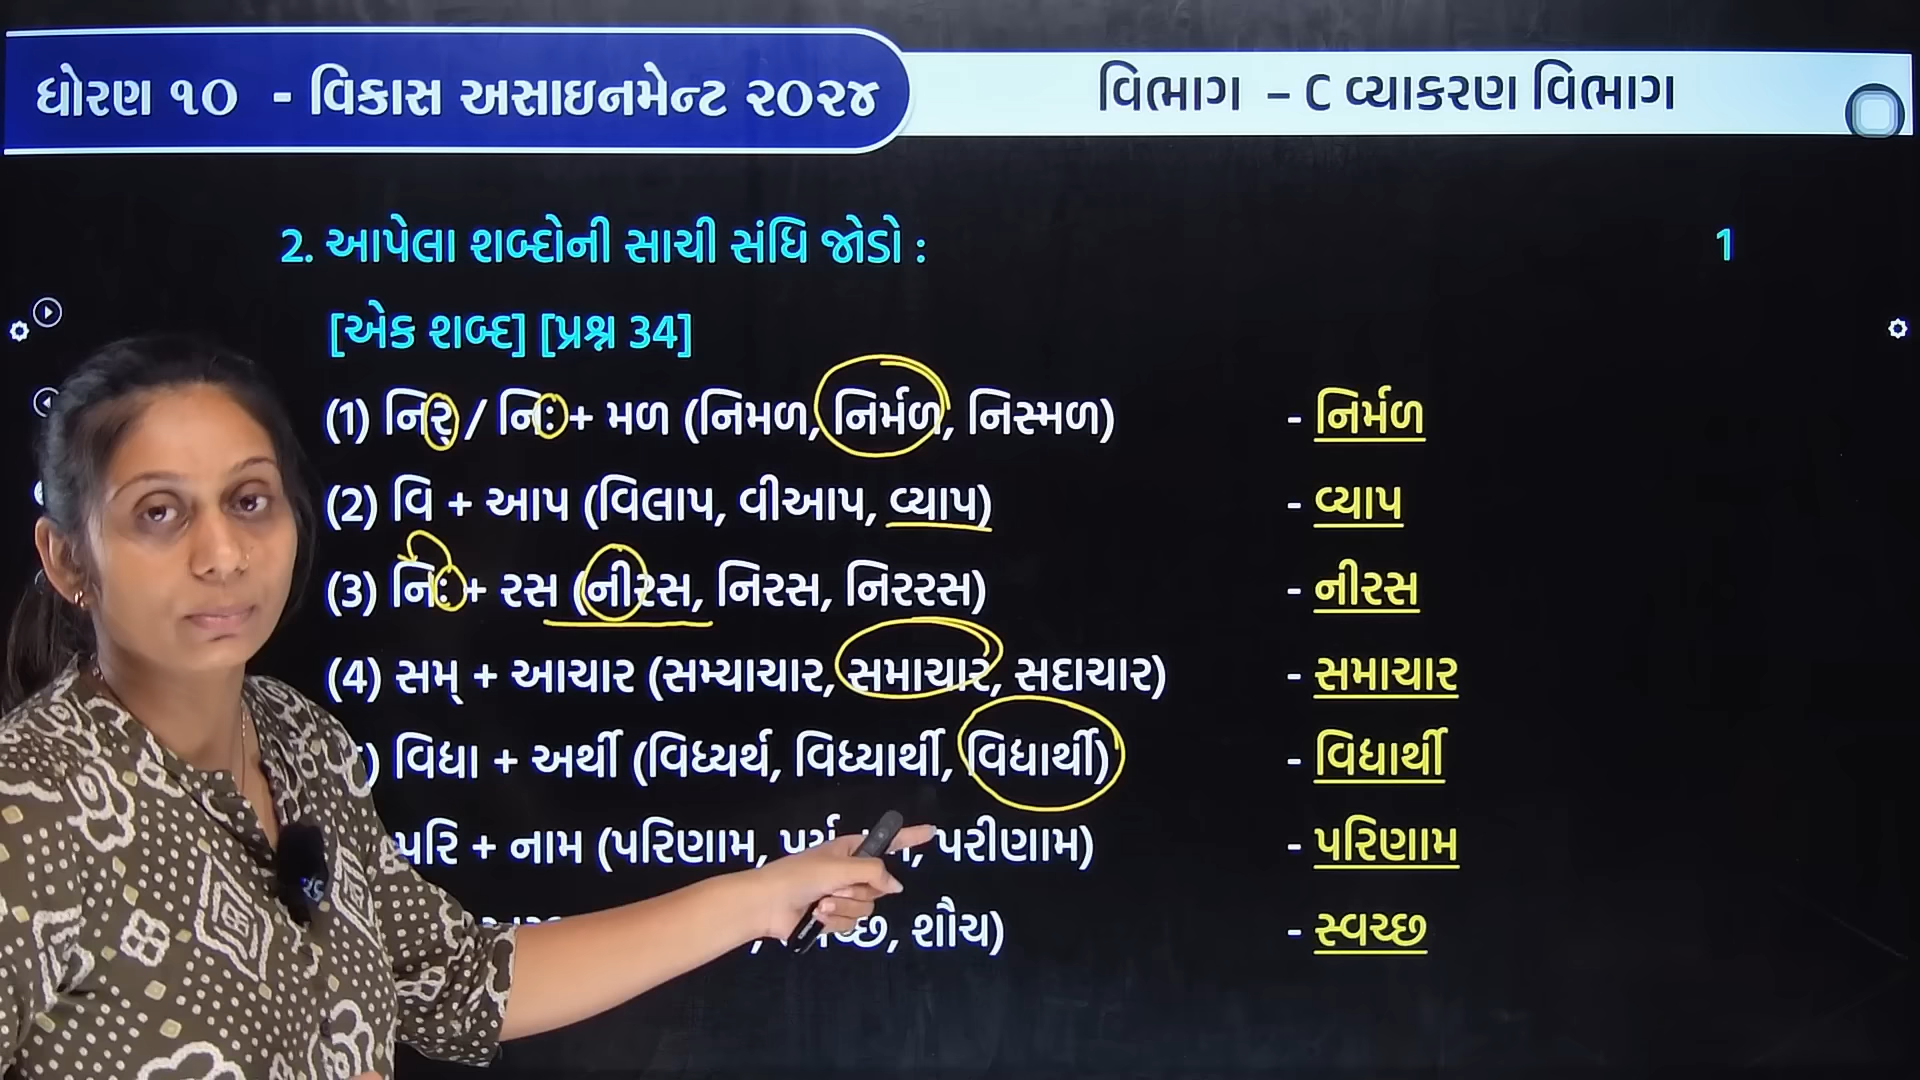 ધોરણ ૧૦ - વિકાસ અસાઇનમેન્ટ ૨૦૨૪
વિભાગ – C વ્યાકરણ વિભાગ
2. આપેલા શબ્દોની સાચી સંધિ જોડો : 1
[એક શબ્દ] [પ્રશ્ન 34]
(1) નિર્ / નિઃ + મળ (નિમળ, નિર્મળ, નિસ્મળ) - નિર્મળ
(2) વિ + આપ (વિલાપ, વીઆપ, વ્યાપ) - વ્યાપ
(3) નિઃ + રસ (નીરસ, નિરસ, નિરરસ) - નીરસ
(4) સમ્ + આચાર (સમ્યાચાર, સમાચાર, સદાચાર) - સમાચાર
) વિદ્યા + અર્થી (વિધ્યર્થ, વિધ્યાર્થી, વિદ્યાર્થી) - વિદ્યાર્થી
પરિ + નામ (પરિણામ, પરીણામ) - પરિણામ
શૌચ) - સ્વચ્છ